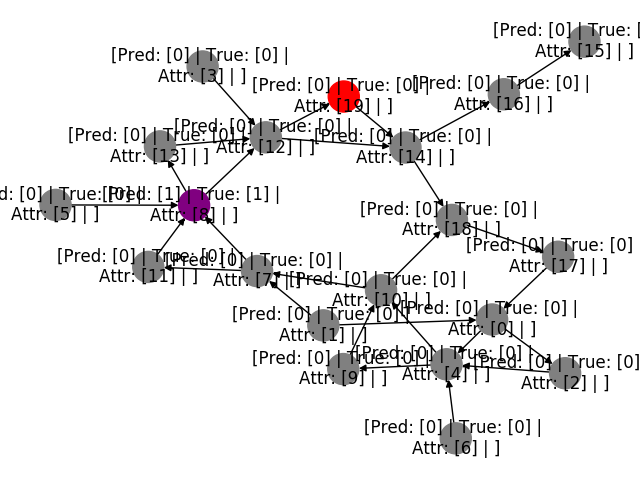 [Pred: [0] | True: [
Attr: [15] | ]
[Pred: [0] | True: [0] |
Attr: [3] | ]
[Pred: [0] | True: [0] |
Attr: [19] | ]
[Pred: [0] | True: [0] |
Attr: [16] | ]
[Pred: [0] | True: [0] |
Attr: [12] | ]
[Pred: [0] | True: [0] |
Attr: [13] | ]
[Pred: [0] | True: [0] |
Attr: [14] | ]
d: [0] | True: [0] |
Attr: [5] | ]
[Pred: [1] | True: [1] |
Attr: [8] | ]
[Pred: [0] | True: [0] |
Attr: [18] | ]
[Pred: [0] | True: [0]
Attr: [17] | ]
[Pred: [0] | True: [0] |
Attr: [11] | ]
[Pred: [0] | True: [0] |
Attr: [7] | ]
[Pred: [0] | True: [0] |
Attr: [10] | ]
[Pred: [0] | True: [0] |
Attr: [1] | ]
[Pred: [0] | True: [0] |
Attr: [0] | ]
[Pred: [0] | True: [0] |
Attr: [9] | ]
[Pred: [0] | True: [0] |
Attr: [4] | ]
[Pred: [0] | True: [0]
Attr: [2] | ]
[Pred: [0] | True: [0] |
Attr: [6] | ]